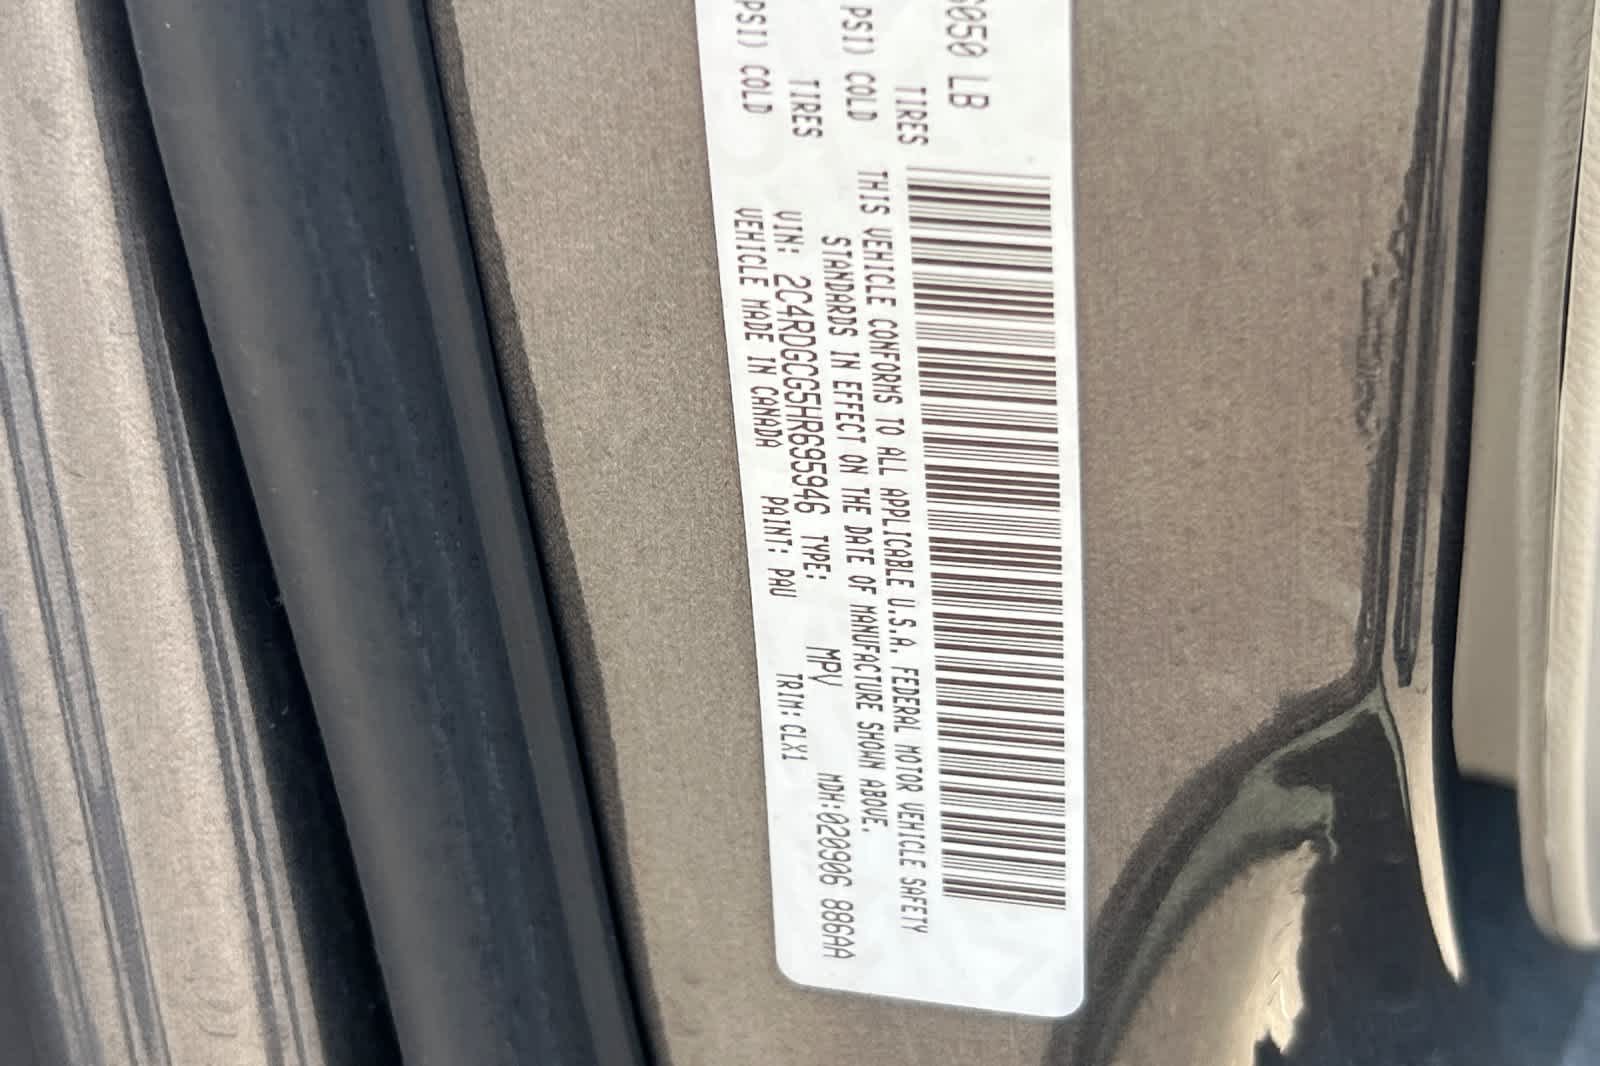 6050 LB
TIRES
PSI) COLD
TIRES
PSI) COLD
THIS VEHICLE CONFORMS TO ALL APPLICABLE U.S.A. FEDERAL MOTOR VEHICLE SAFETY
STANDARDS IN EFFECT ON THE DATE OF MANUFACTURE SHOWN ABOVE.
VIN: 2C4RDGCG5HR695946 TYPE: MPV MDH:020906 886AA
VEHICLE MADE IN CANADA PAINT: PAU TRIM: CLX1